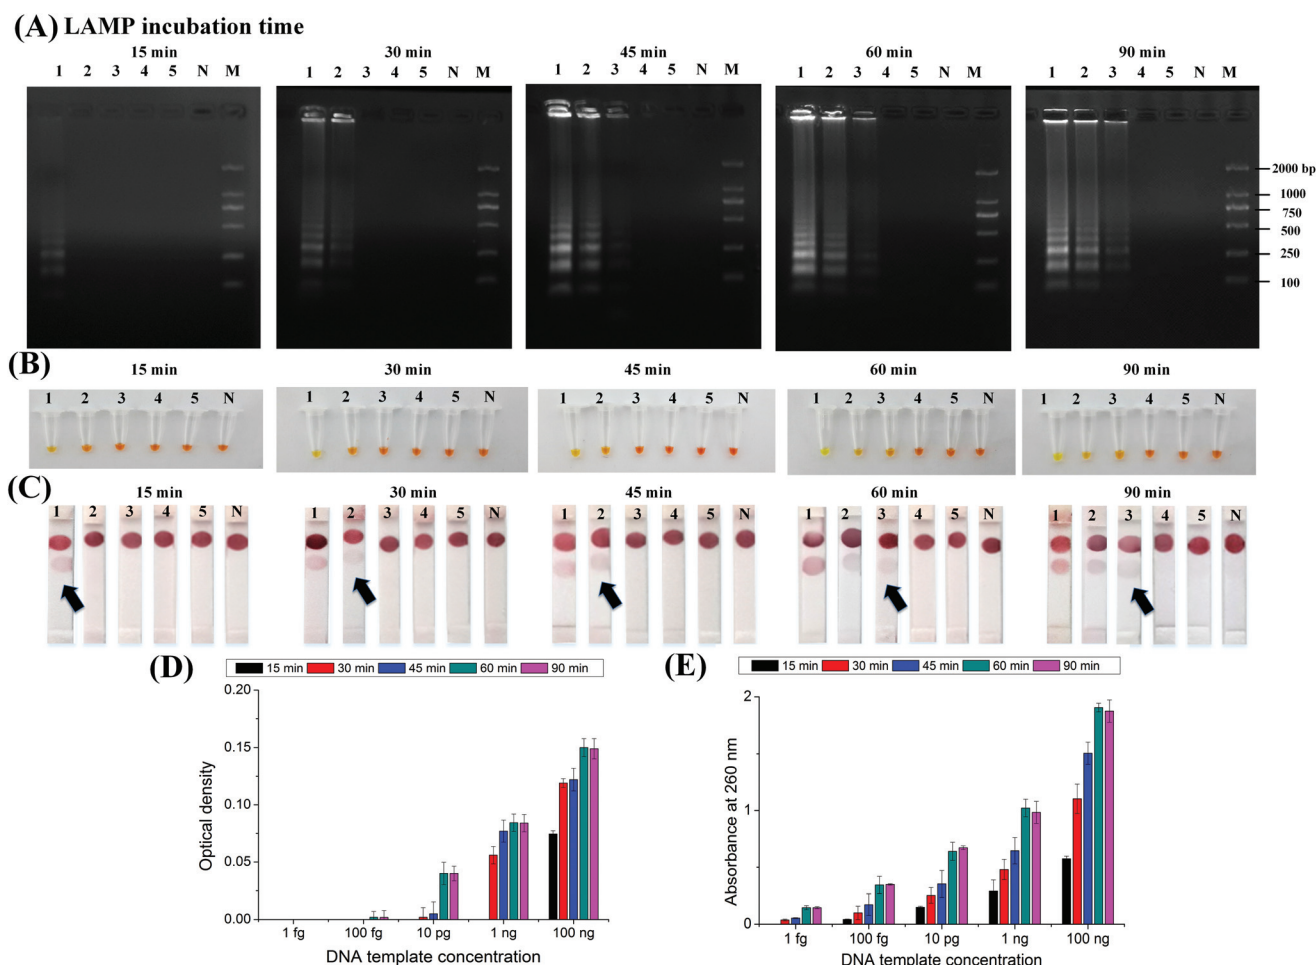 (A) LAMP incubation time
15 min 30 min 45 min 60 min 90 min
1 2 3 4 5 N M 1 2 3 4 5 N M 1 2 3 4 5 N M 1 2 3 4 5 N M 1 2 3 4 5 N M
2000 bp
1000
750
500
250
100
(B)
15 min 30 min 45 min 60 min 90 min
1 2 3 4 5 N 1 2 3 4 5 N 1 2 3 4 5 N 1 2 3 4 5 N 1 2 3 4 5 N
(C)
15 min 30 min 45 min 60 min 90 min
1 2 3 4 5 N 1 2 3 4 5 N 1 2 3 4 5 N 1 2 3 4 5 N 1 2 3 4 5 N
(D)
15 min 30 min 45 min 60 min 90 min
0.20
0.15
0.10
0.05
0.00
Optical density
1 fg 100 fg 10 pg 1 ng 100 ng
DNA template concentration
(E)
15 min 30 min 45 min 60 min 90 min
2
1
0
Absorbance at 260 nm
1 fg 100 fg 10 pg 1 ng 100 ng
DNA template concentration